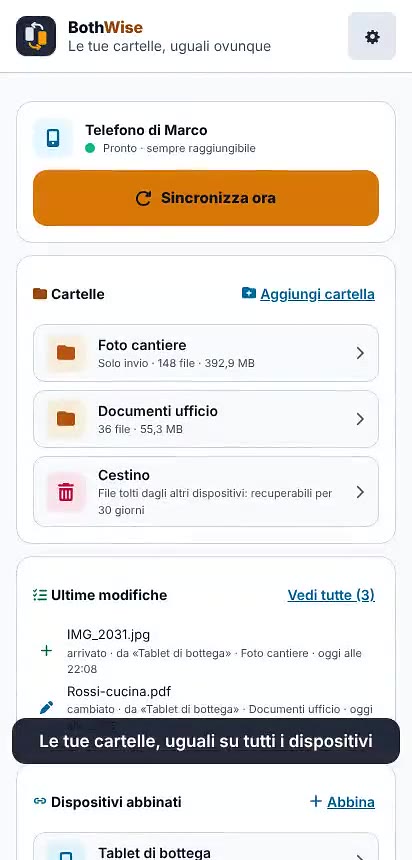 BothWise
Le tue cartelle, uguali ovunque
Telefono di Marco
Pronto · sempre raggiungibile
Sincronizza ora
Cartelle
Aggiungi cartella
Foto cantiere
Solo invio · 148 file · 392,9 MB
Documenti ufficio
36 file · 55,3 MB
Cestino
File tolti dagli altri dispositivi: recuperabili per
30 giorni
Ultime modifiche
Vedi tutte (3)
IMG_2031.jpg
arrivato · da «Tablet di bottega» · Foto cantiere · oggi alle
22:08
Rossi-cucina.pdf
cambiato · da «Tablet di bottega» · Documenti ufficio · oggi
Le tue cartelle, uguali su tutti i dispositivi
Dispositivi abbinati
Abbina
Tablet di bottega